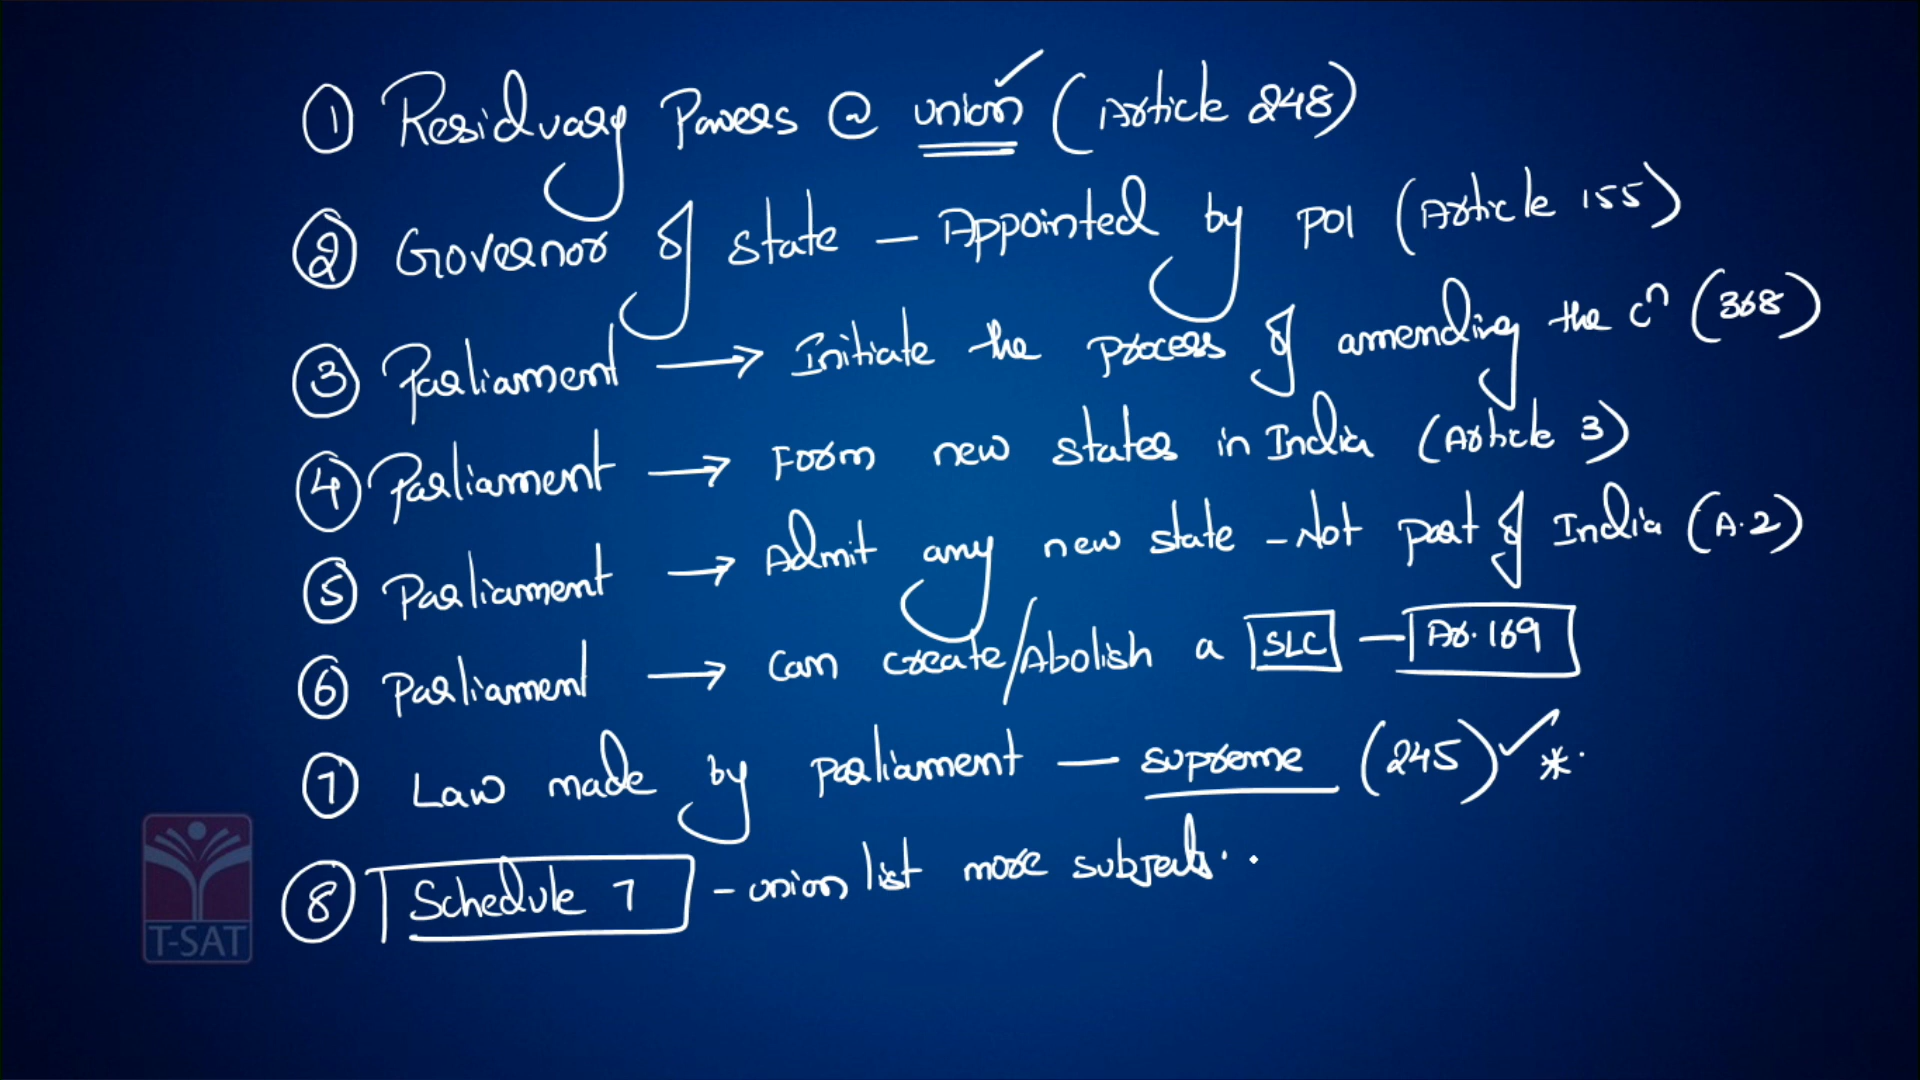 ① Residuary Powers @ union (Article 248)
② Governor of state – Appointed by POI (Article 155)
③ Parliament → Initiate the process of amending the Cⁿ (368)
④ Parliament → Form new states in India (Article 3)
⑤ Parliament → Admit any new state – Not part of India (A.2)
⑥ Parliament → Can create/Abolish a SLC – Ar. 169
⑦ Law made by parliament – supreme (245) ✓ *.
⑧ Schedule 7 – union list more subjects..
T-SAT